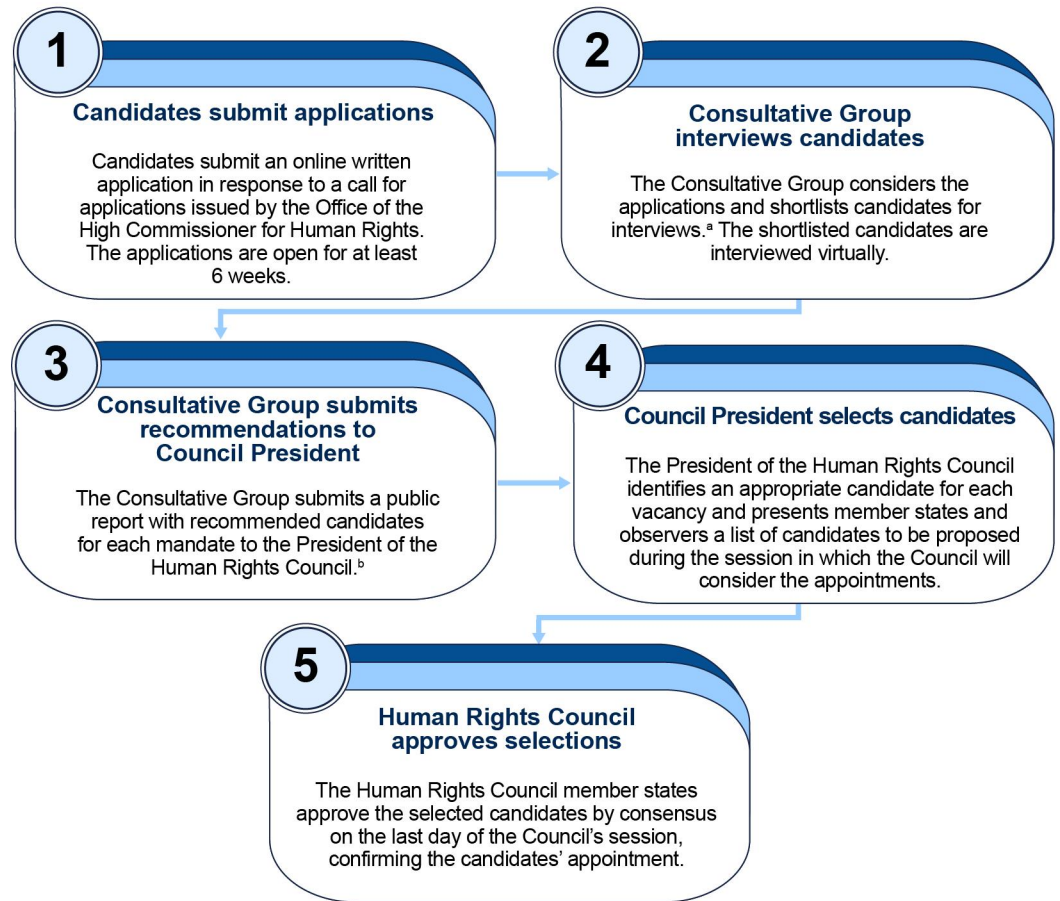 1
Candidates submit applications
Candidates submit an online written
application in response to a call for
applications issued by the Office of the
High Commissioner for Human Rights.
The applications are open for at least
6 weeks.
2
Consultative Group
interviews candidates
The Consultative Group considers the
applications and shortlists candidates for
interviews.ᵃ The shortlisted candidates are
interviewed virtually.
3
Consultative Group submits
recommendations to
Council President
The Consultative Group submits a public
report with recommended candidates
for each mandate to the President of the
Human Rights Council.ᵇ
4
Council President selects candidates
The President of the Human Rights Council
identifies an appropriate candidate for each
vacancy and presents member states and
observers a list of candidates to be proposed
during the session in which the Council will
consider the appointments.
5
Human Rights Council
approves selections
The Human Rights Council member states
approve the selected candidates by consensus
on the last day of the Council’s session,
confirming the candidates’ appointment.